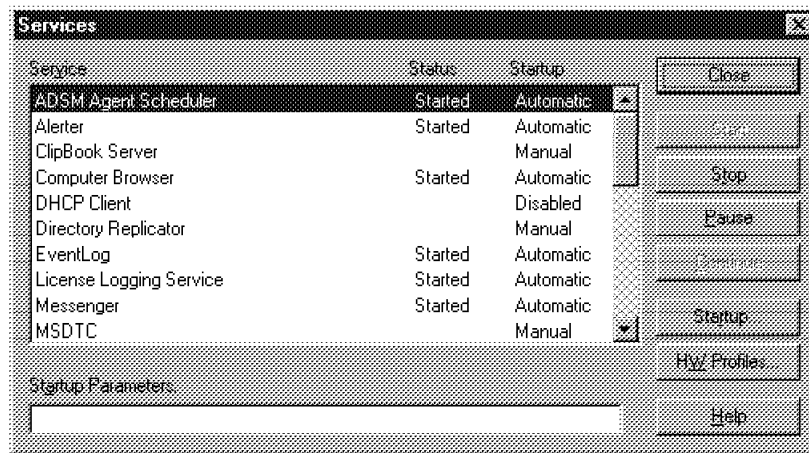 Services
Service Status Startup
ADSM Agent Scheduler Started Automatic
Alerter Started Automatic
ClipBook Server Manual
Computer Browser Started Automatic
DHCP Client Disabled
Directory Replicator Manual
EventLog Started Automatic
License Logging Service Started Automatic
Messenger Started Automatic
MSDTC Manual
Close
Start
Stop
Pause
Continue
Startup...
HW Profiles...
Help
Startup Parameters: